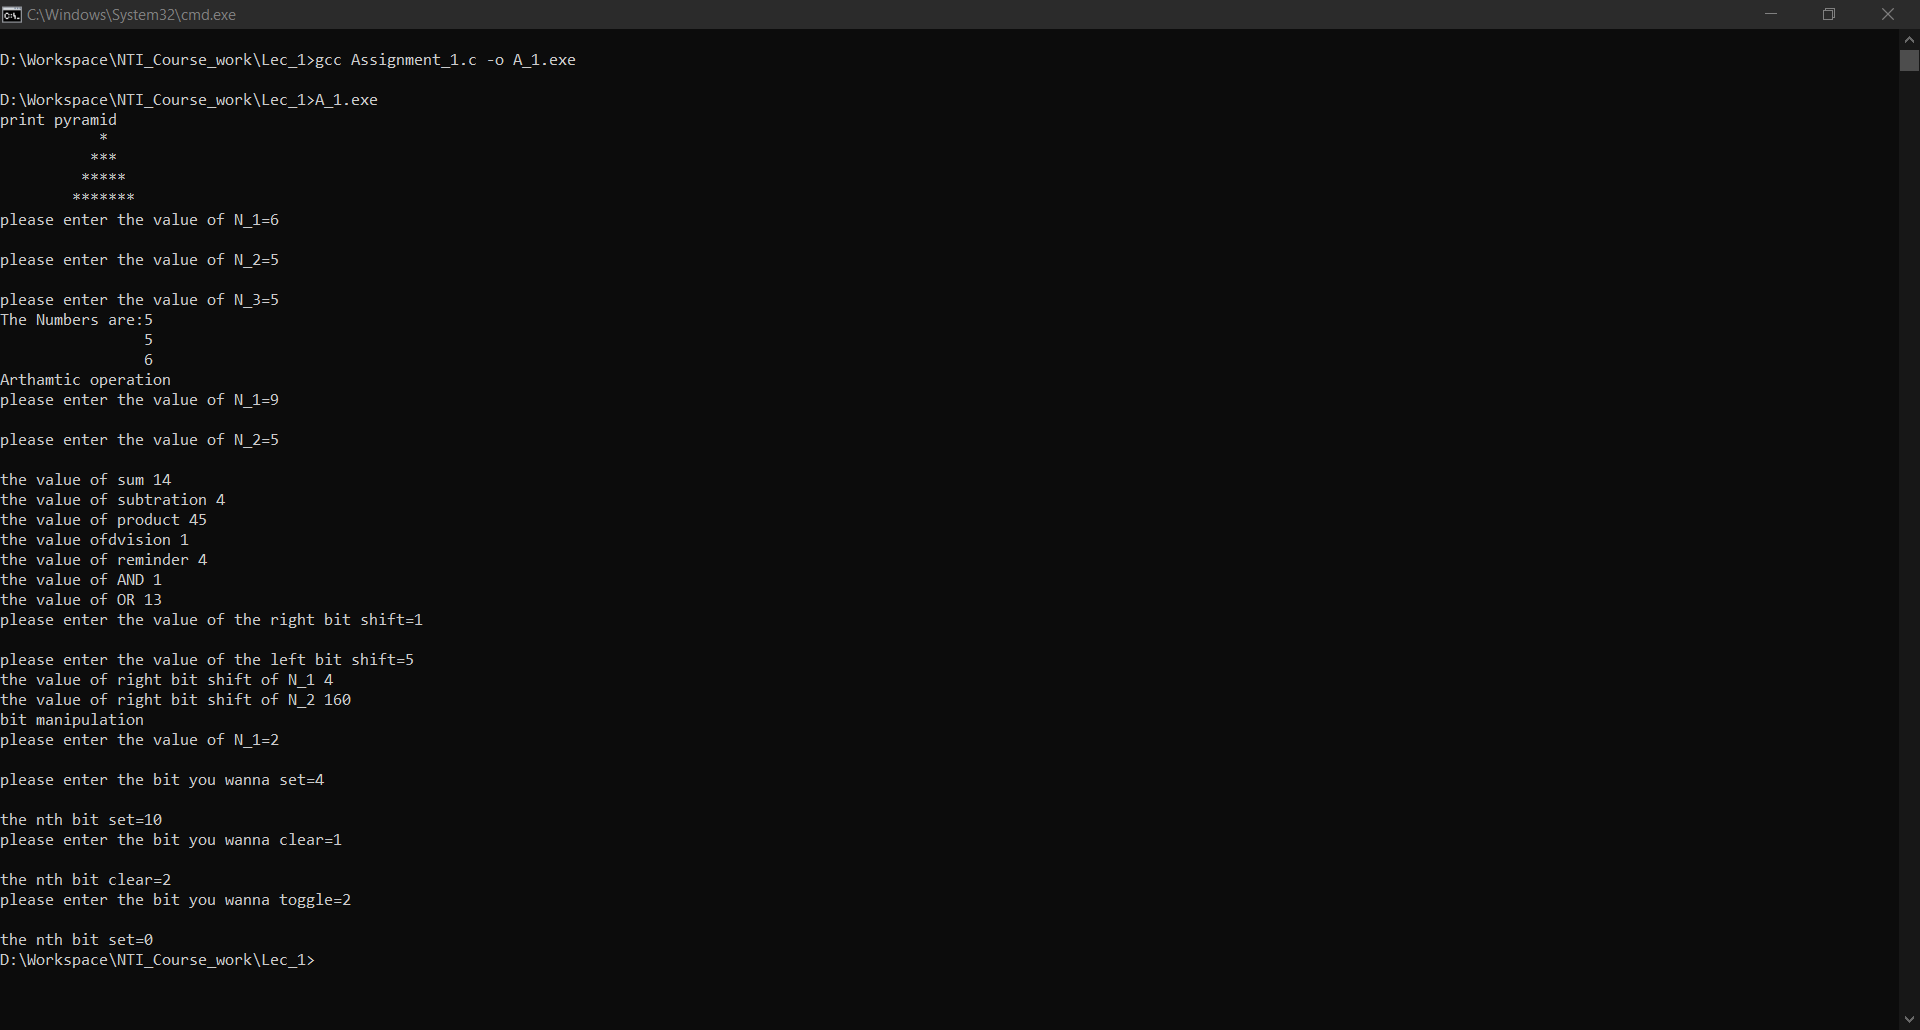 C:\Windows\System32\cmd.exe
D:\Workspace\NTI_Course_work\Lec_1>gcc Assignment_1.c -o A_1.exe
D:\Workspace\NTI_Course_work\Lec_1>A_1.exe
print pyramid
*
***
*****
*******
please enter the value of N_1=6
please enter the value of N_2=5
please enter the value of N_3=5
The Numbers are:5
5
6
Arthamtic operation
please enter the value of N_1=9
please enter the value of N_2=5
the value of sum 14
the value of subtration 4
the value of product 45
the value ofdvision 1
the value of reminder 4
the value of AND 1
the value of OR 13
please enter the value of the right bit shift=1
please enter the value of the left bit shift=5
the value of right bit shift of N_1 4
the value of right bit shift of N_2 160
bit manipulation
please enter the value of N_1=2
please enter the bit you wanna set=4
the nth bit set=10
please enter the bit you wanna clear=1
the nth bit clear=2
please enter the bit you wanna toggle=2
the nth bit set=0
D:\Workspace\NTI_Course_work\Lec_1>